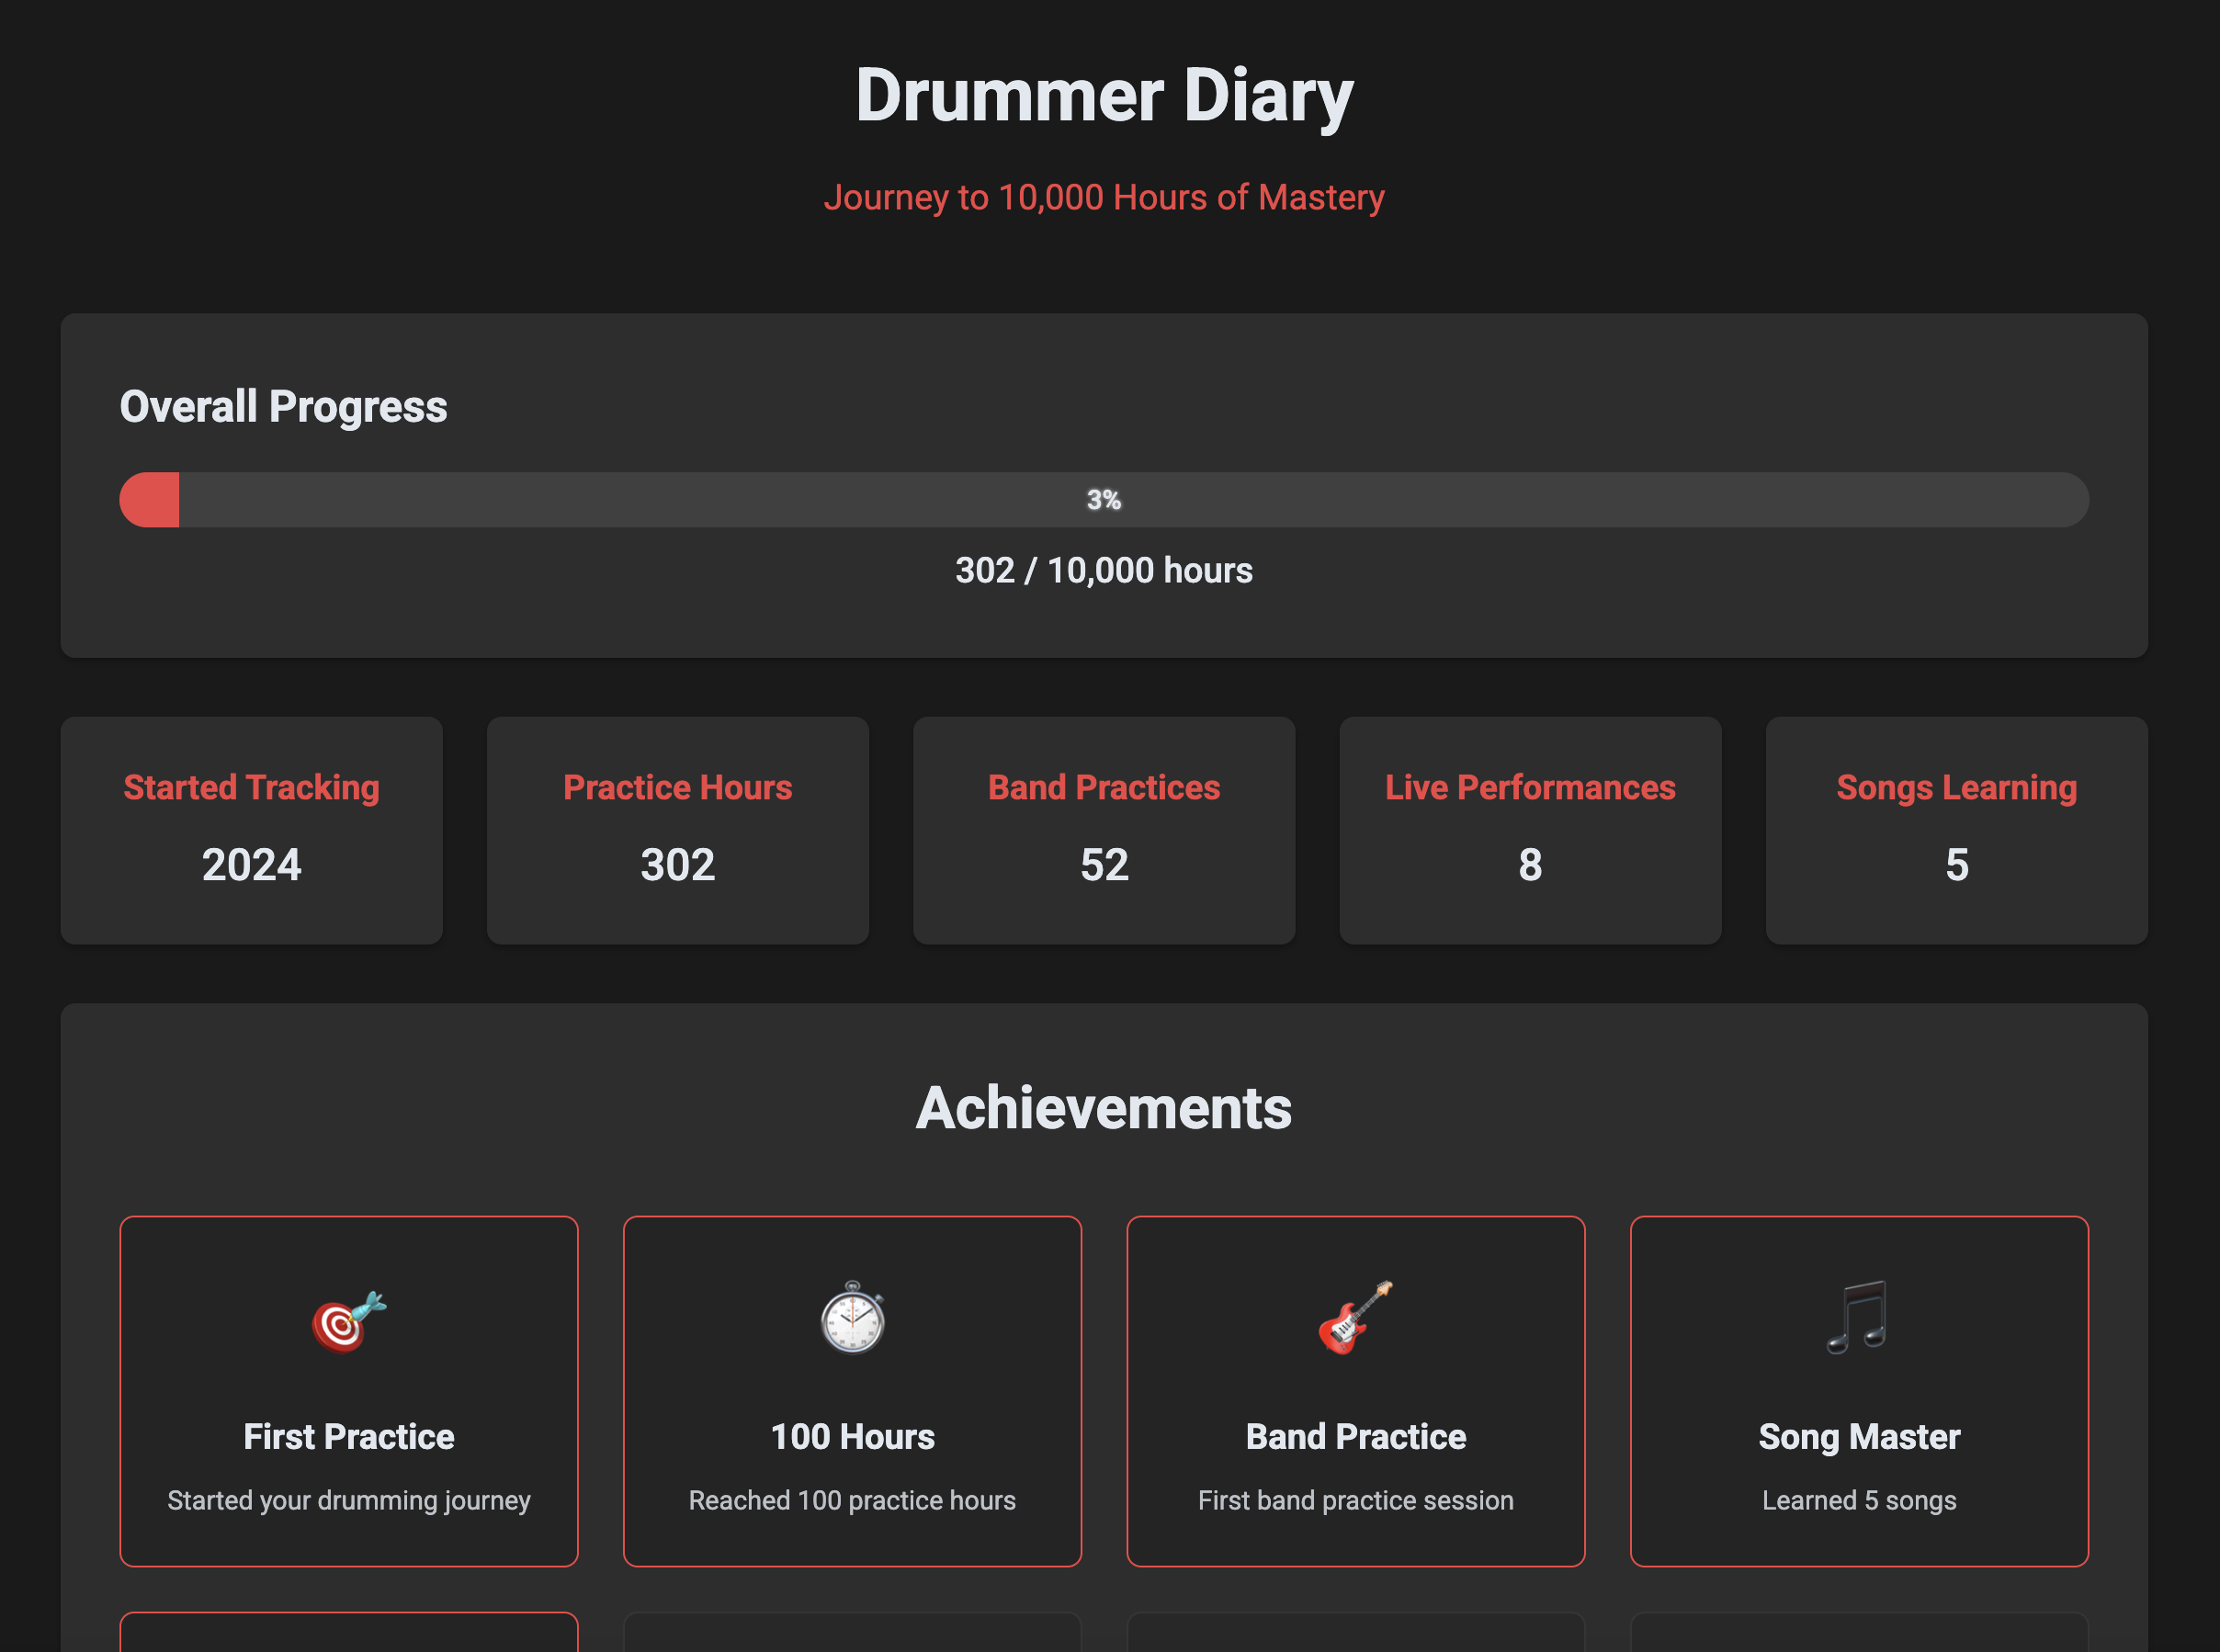 Drummer Diary
Journey to 10,000 Hours of Mastery
Overall Progress
3%
302 / 10,000 hours
Started Tracking
2024
Practice Hours
302
Band Practices
52
Live Performances
8
Songs Learning
5
Achievements
First Practice
Started your drumming journey
100 Hours
Reached 100 practice hours
Band Practice
First band practice session
Song Master
Learned 5 songs